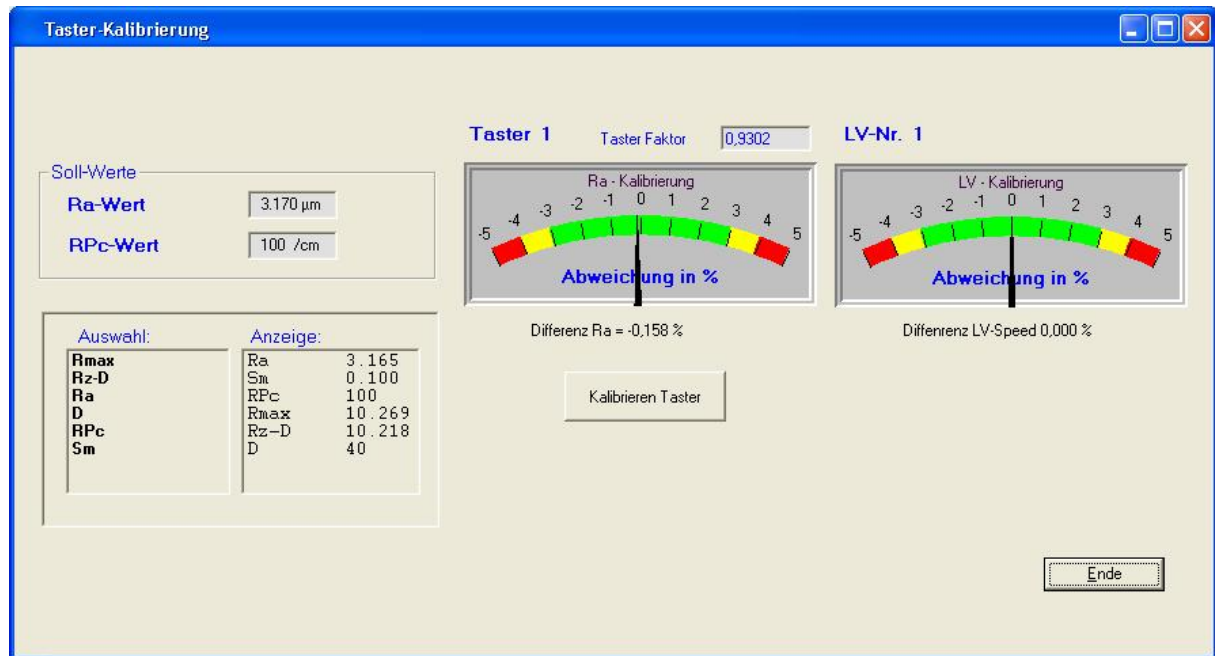 Taster-Kalibrierung
Taster 1 Taster Faktor 0,9302 LV-Nr. 1
Soll-Werte
Ra-Wert 3.170 µm
RPc-Wert 100 /cm
Ra - Kalibrierung
-5 -4 -3 -2 -1 0 1 2 3 4 5
Abweichung in %
Differenz Ra = -0,158 %
LV - Kalibrierung
-5 -4 -3 -2 -1 0 1 2 3 4 5
Abweichung in %
Differenz LV-Speed 0,000 %
Auswahl:
Rmax
Rz-D
Ra
D
RPc
Sm
Anzeige:
Ra 3.165
Sm 0.100
RPc 100
Rmax 10.269
Rz-D 10.218
D 40
Kalibrieren Taster
Ende